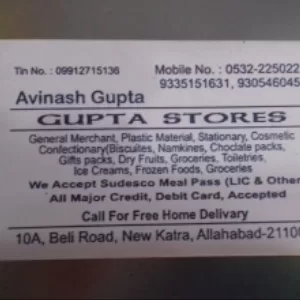 Tin No. : 09912715136
Mobile No. : 0532-225022
9335151631, 930546045
Avinash Gupta
GUPTA STORES
General Merchant, Plastic Material, Stationary, Cosmetic
Confectionary(Biscuites, Namkines, Choclate packs,
Gifts packs, Dry Fruits, Groceries, Toiletries,
Ice Creams, Frozen Foods, Groceries
We Accept Sudesco Meal Pass (LIC & Other
All Major Credit, Debit Card, Accepted
Call For Free Home Delivary
10A, Beli Road, New Katra, Allahabad-21100